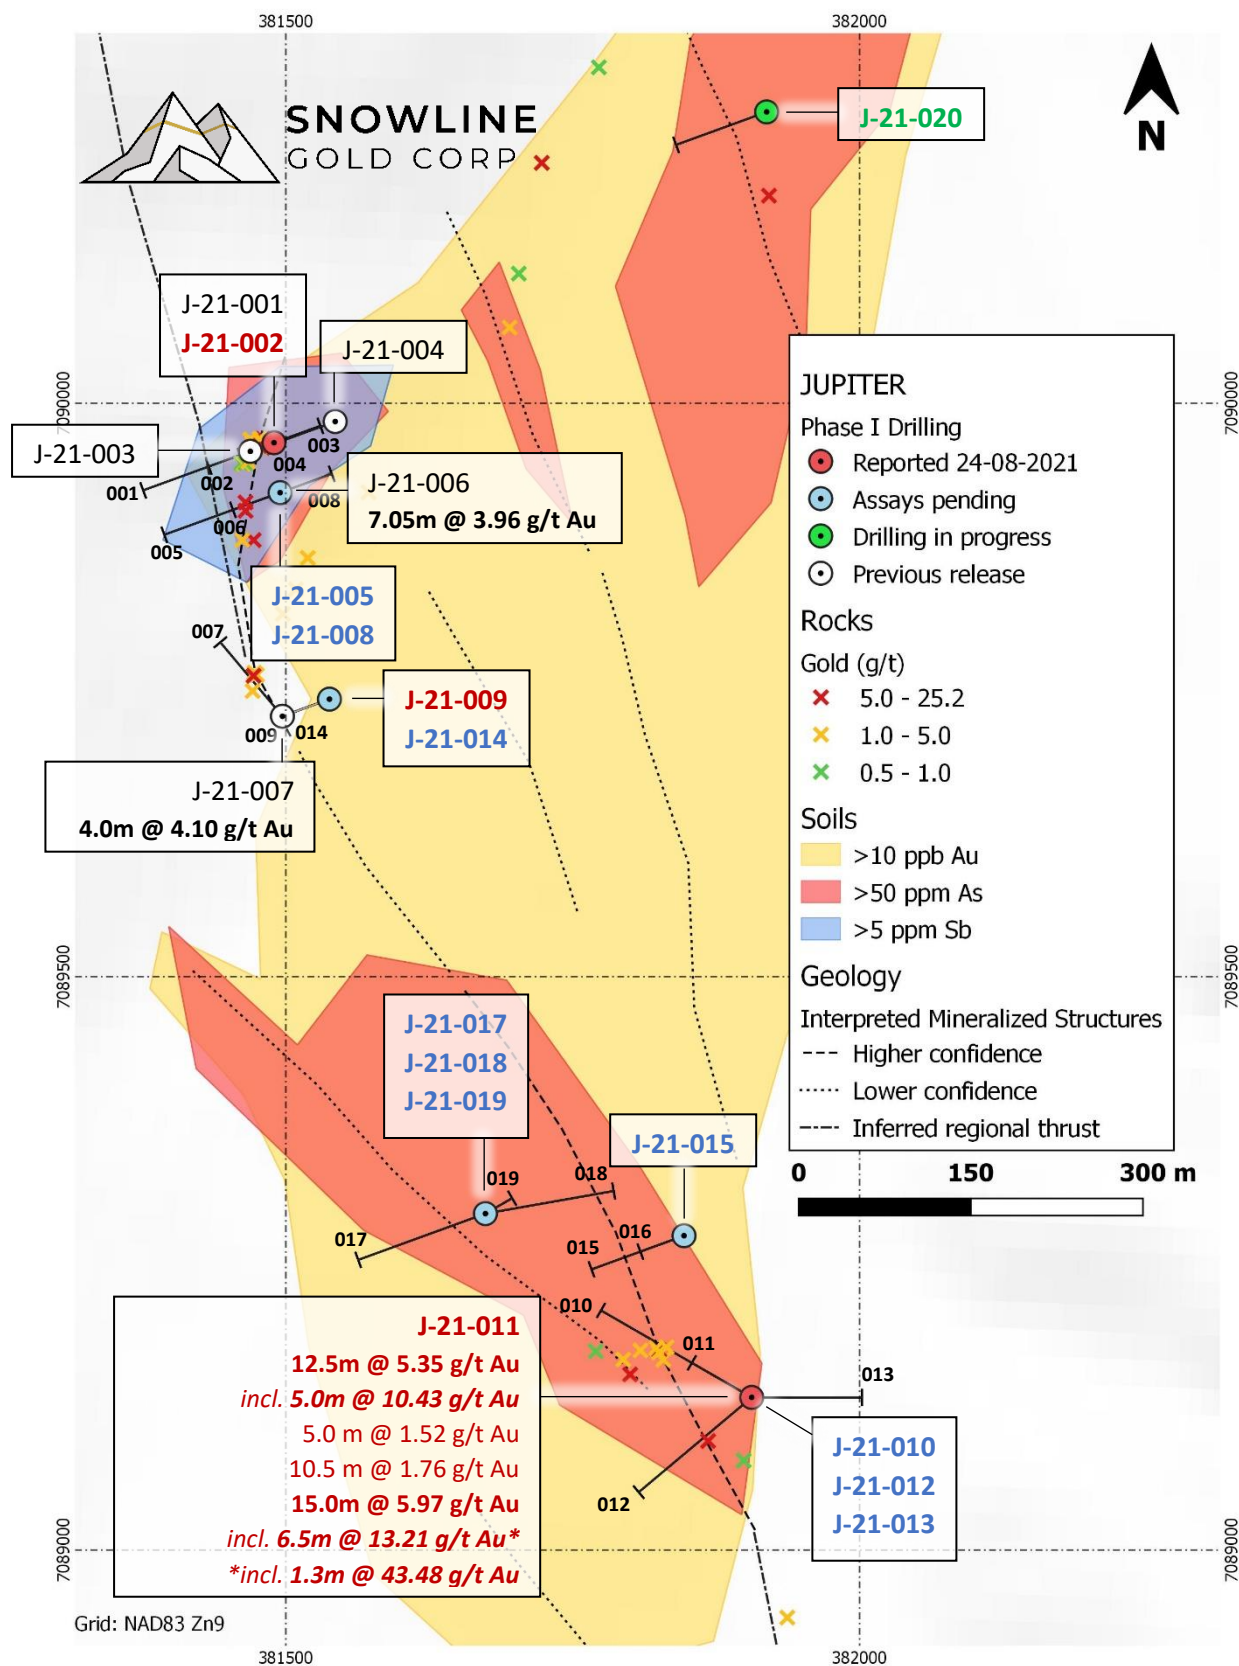 381500
382000
SNOWLINE
GOLD CORP
J-21-020
N
J-21-001
J-21-002
J-21-004
7090000
7090000
J-21-003
003
004
002
001
008
006
005
J-21-006
7.05m @ 3.96 g/t Au
J-21-005
J-21-008
007
J-21-009
J-21-014
009
014
J-21-007
4.0m @ 4.10 g/t Au
JUPITER
Phase I Drilling
Reported 24-08-2021
Assays pending
Drilling in progress
Previous release
Rocks
Gold (g/t)
5.0 - 25.2
1.0 - 5.0
0.5 - 1.0
Soils
>10 ppb Au
>50 ppm As
>5 ppm Sb
Geology
Interpreted Mineralized Structures
Higher confidence
Lower confidence
Inferred regional thrust
0 150 300 m
7089500
7089500
J-21-017
J-21-018
J-21-019
J-21-015
019
018
017
015
016
010
011
013
012
J-21-011
12.5m @ 5.35 g/t Au
incl. 5.0m @ 10.43 g/t Au
5.0 m @ 1.52 g/t Au
10.5 m @ 1.76 g/t Au
15.0m @ 5.97 g/t Au
incl. 6.5m @ 13.21 g/t Au*
*incl. 1.3m @ 43.48 g/t Au
J-21-010
J-21-012
J-21-013
7089000
7089000
Grid: NAD83 Zn9
381500
382000